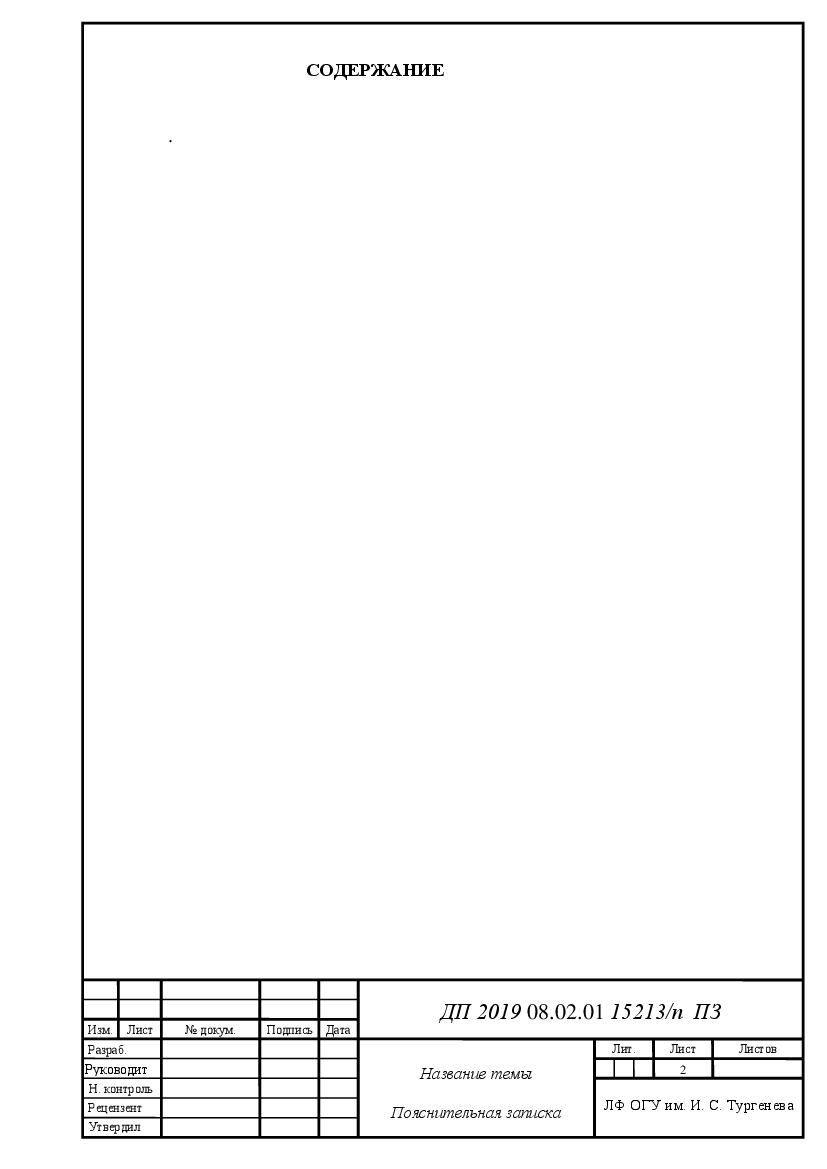 СОДЕРЖАНИЕ
.
ДП 2019 08.02.01 15213/п ПЗ
Изм. Лист № докум. Подпись Дата
Разраб.
Руководит
Н. контроль
Рецензент
Утвердил
Название темы
Пояснительная записка
Лит. Лист Листов
2
ЛФ ОГУ им. И. С. Тургенева